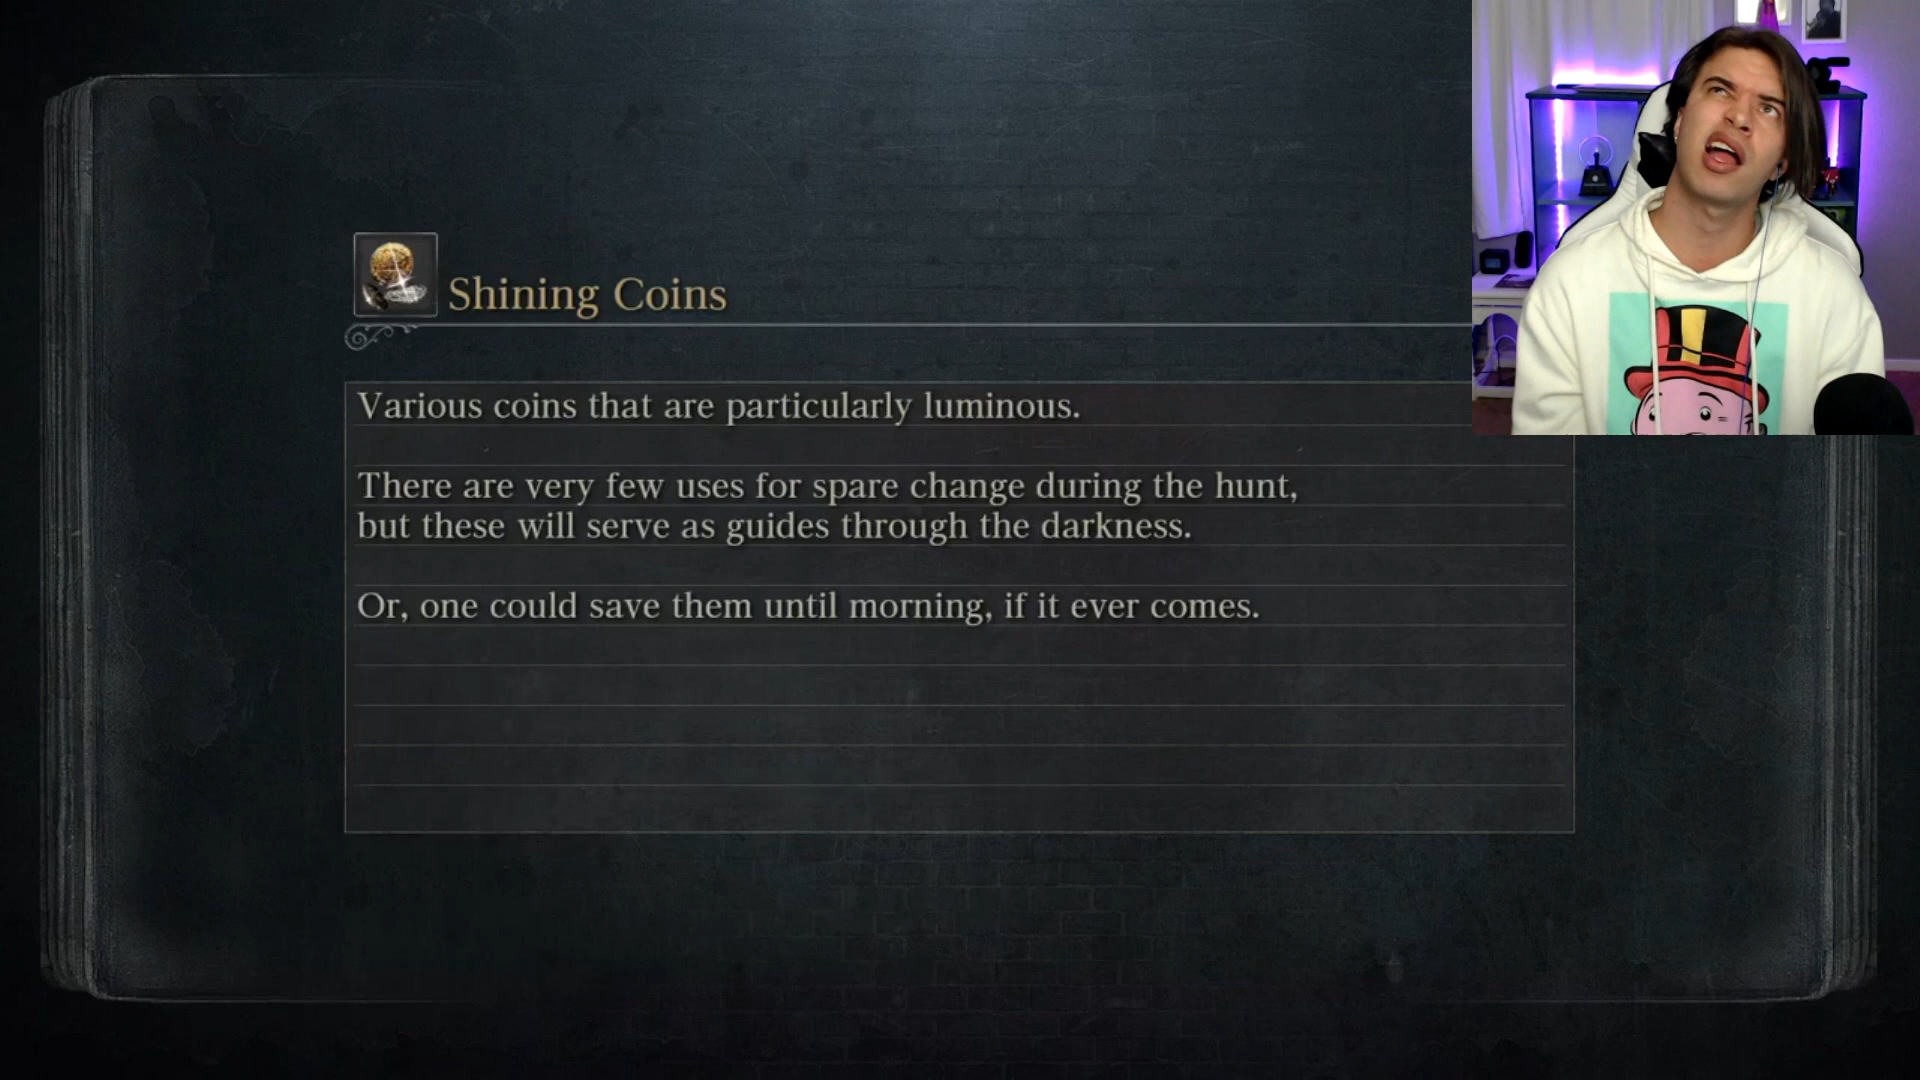 Shining Coins
Various coins that are particularly luminous.
There are very few uses for spare change during the hunt,
but these will serve as guides through the darkness.
Or, one could save them until morning, if it ever comes.